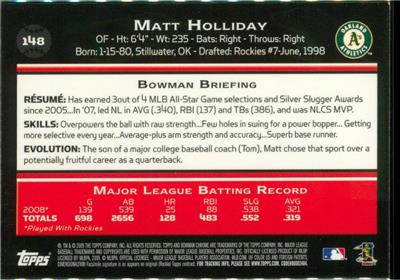 148
MATT HOLLIDAY
OF - Ht: 6'4" - Wt: 235 - Bats: Right - Throws: Right
Born: 1-15-80, Stillwater, OK - Drafted: Rockies #7-June, 1998
OAKLAND
ATHLETICS
BOWMAN BRIEFING
RÉSUMÉ: Has earned 3out of 4 MLB All-Star Game selections and Silver Slugger Awards
since 2005...In '07, led NL in AVG (.340), RBI (137) and TBs (386), and was NLCS MVP.
SKILLS: Overpowers the ball with raw strength...Few holes in swing for a power bopper... Getting
more selective every year...Average-plus arm strength and accuracy...Superb base runner.
EVOLUTION: The son of a major college baseball coach (Tom), Matt chose that sport over a
potentially fruitful career as a quarterback.
MAJOR LEAGUE BATTING RECORD
G AB HR RBI SLG AVG
2008* 139 539 25 88 .538 .321
TOTALS 698 2656 128 483 .552 .319
*Played With Rockies
Topps